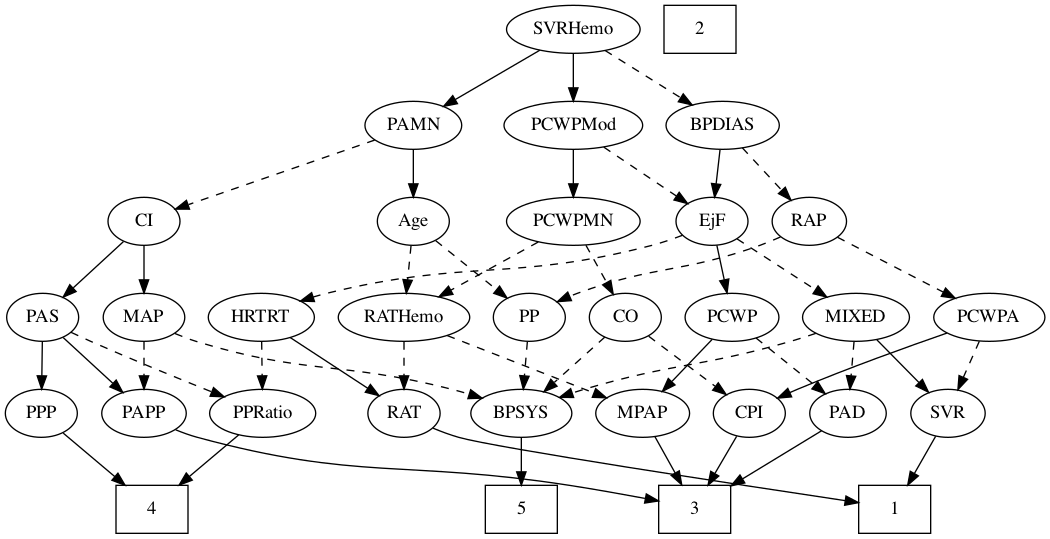 SVRHemo
2
PAMN
PCWPMod
BPDIAS
CI
Age
PCWPMN
EjF
RAP
PAS
MAP
HRTRT
RATHemo
PP
CO
PCWP
MIXED
PCWPA
PPP
PAPP
PPRatio
RAT
BPSYS
MPAP
CPI
PAD
SVR
4
5
3
1